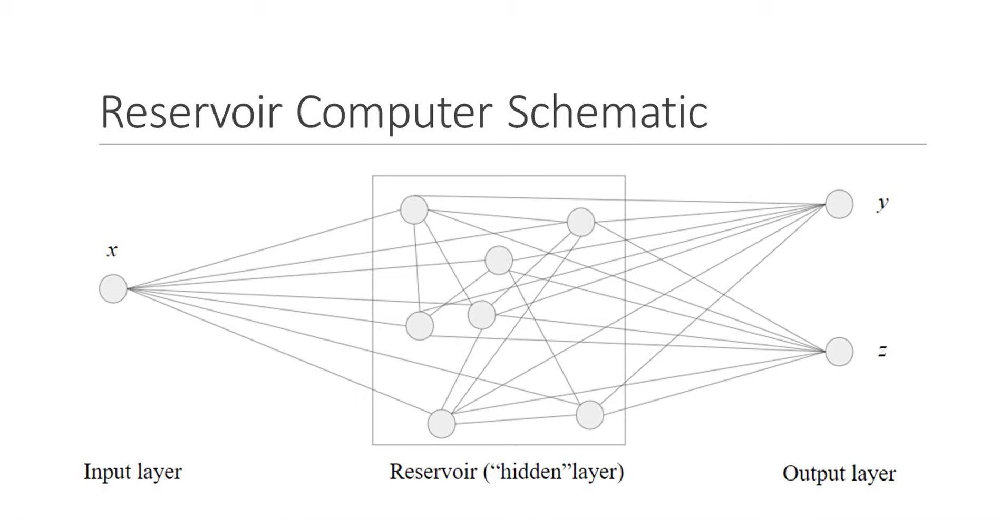 Reservoir Computer Schematic
x
y
z
Input layer
Reservoir (“hidden”layer)
Output layer